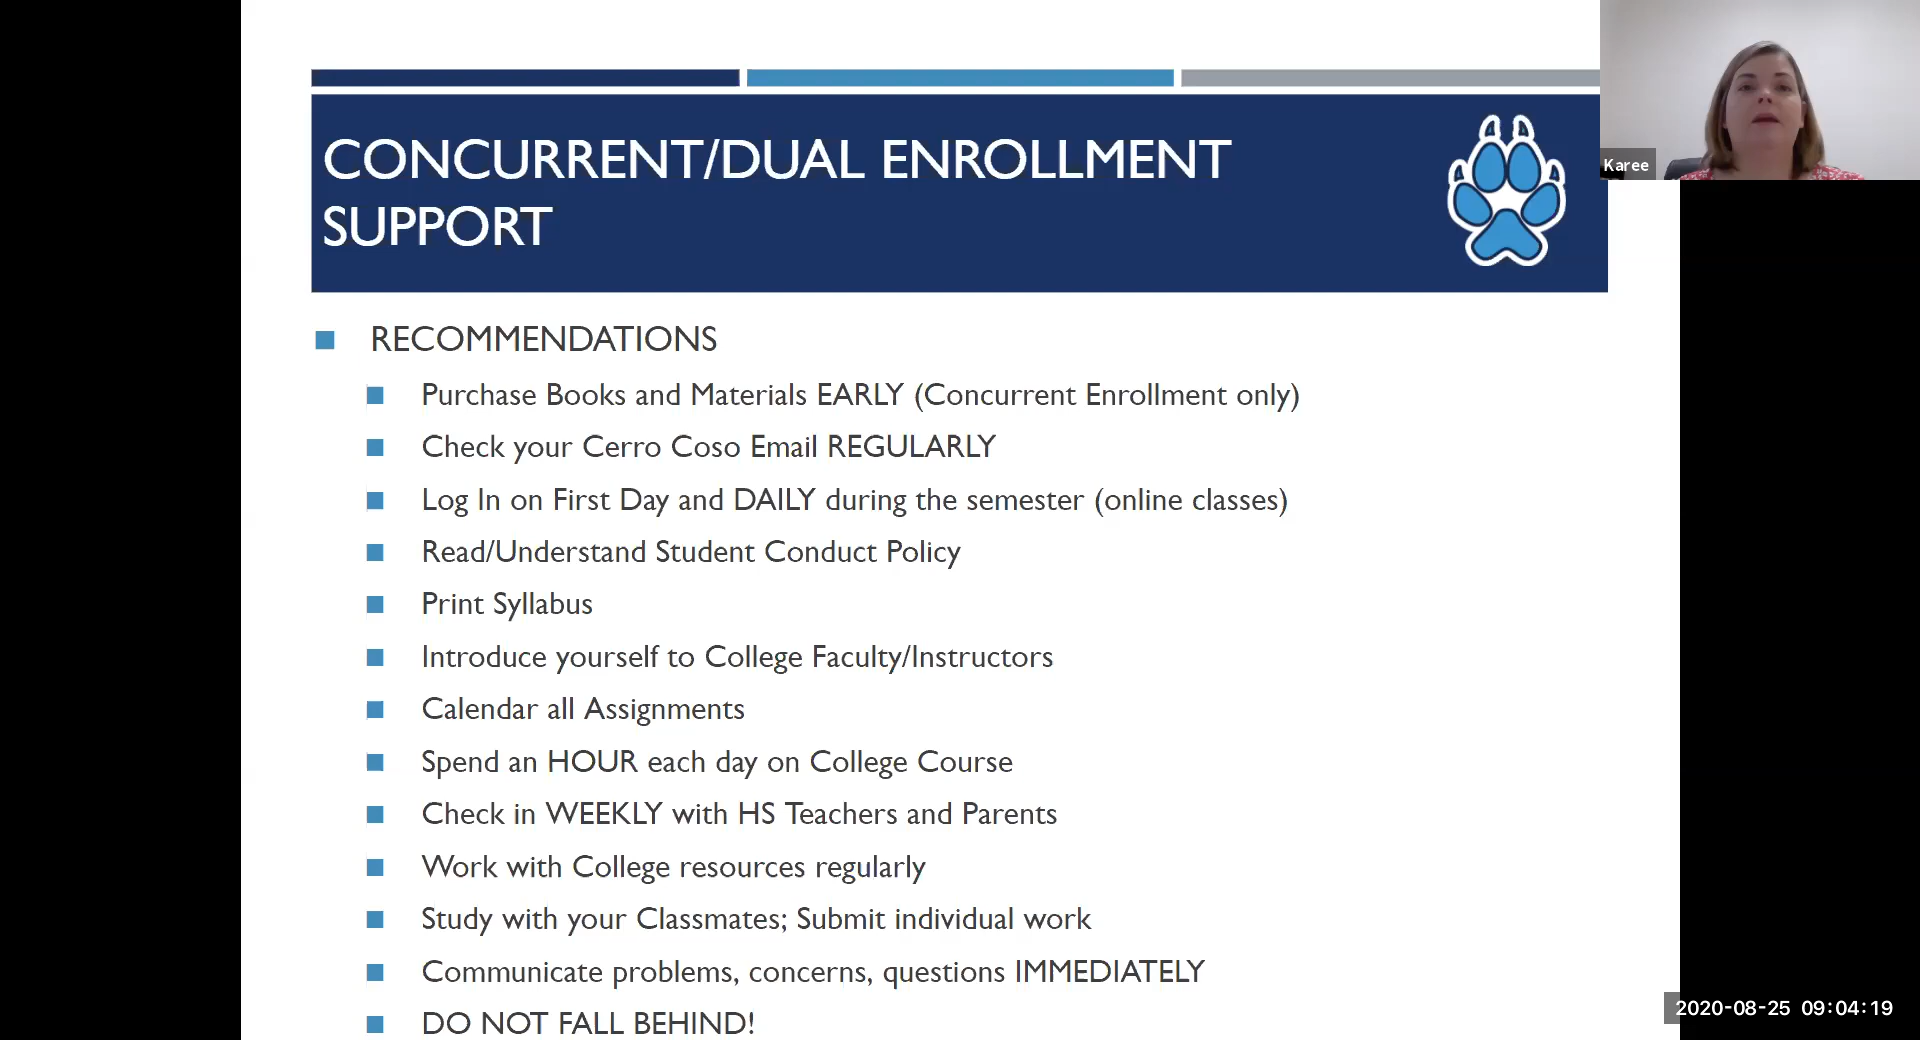 CONCURRENT/DUAL ENROLLMENT
SUPPORT
Karee
RECOMMENDATIONS
Purchase Books and Materials EARLY (Concurrent Enrollment only)
Check your Cerro Coso Email REGULARLY
Log In on First Day and DAILY during the semester (online classes)
Read/Understand Student Conduct Policy
Print Syllabus
Introduce yourself to College Faculty/Instructors
Calendar all Assignments
Spend an HOUR each day on College Course
Check in WEEKLY with HS Teachers and Parents
Work with College resources regularly
Study with your Classmates; Submit individual work
Communicate problems, concerns, questions IMMEDIATELY
DO NOT FALL BEHIND!
2020-08-25 09:04:19